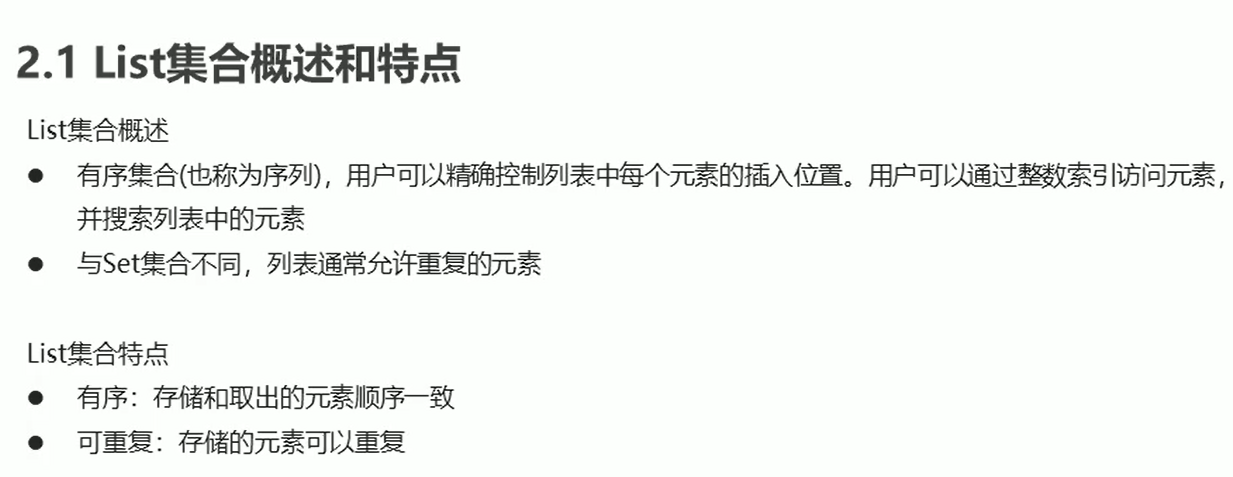 2.1 List集合概述和特点
List集合概述
● 有序集合(也称为序列)，用户可以精确控制列表中每个元素的插入位置。用户可以通过整数索引访问元素，
并搜索列表中的元素
● 与Set集合不同，列表通常允许重复的元素
List集合特点
● 有序：存储和取出的元素顺序一致
● 可重复：存储的元素可以重复